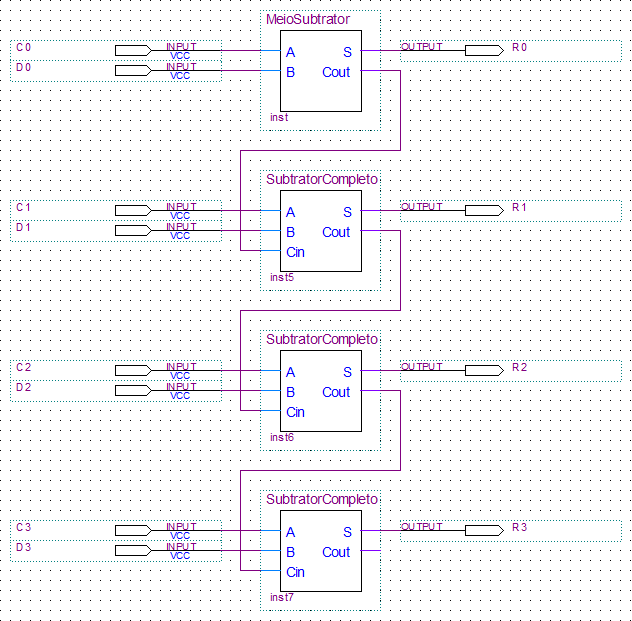 MeioSubtrator
C0 INPUT VCC A S OUTPUT R0
D0 INPUT VCC B Cout
inst
SubtratorCompleto
C1 INPUT VCC A S OUTPUT R1
D1 INPUT VCC B Cout
Cin
inst5
SubtratorCompleto
C2 INPUT VCC A S OUTPUT R2
D2 INPUT VCC B Cout
Cin
inst6
SubtratorCompleto
C3 INPUT VCC A S OUTPUT R3
D3 INPUT VCC B Cout
Cin
inst7